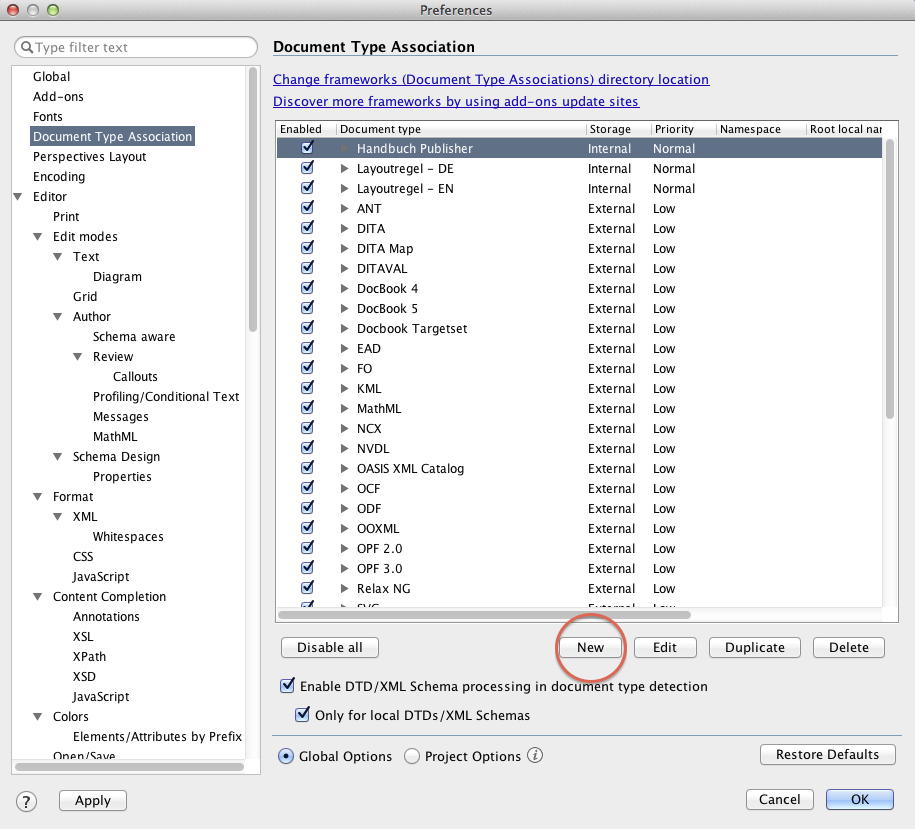 Preferences
Type filter text
Global
Add-ons
Fonts
Document Type Association
Perspectives Layout
Encoding
Editor
Print
Edit modes
Text
Diagram
Grid
Author
Schema aware
Review
Callouts
Profiling/Conditional Text
Messages
MathML
Schema Design
Properties
Format
XML
Whitespaces
CSS
JavaScript
Content Completion
Annotations
XSL
XPath
XSD
JavaScript
Colors
Elements/Attributes by Prefix
Open/Save
Document Type Association
Change frameworks (Document Type Associations) directory location
Discover more frameworks by using add-ons update sites
Enabled Document type Storage Priority Namespace Root local nar
Handbuch Publisher Internal Normal
Layoutregel - DE Internal Normal
Layoutregel - EN Internal Normal
ANT External Low
DITA External Low
DITA Map External Low
DITAVAL External Low
DocBook 4 External Low
DocBook 5 External Low
Docbook Targetset External Low
EAD External Low
FO External Low
KML External Low
MathML External Low
NCX External Low
NVDL External Low
OASIS XML Catalog External Low
OCF External Low
ODF External Low
OOXML External Low
OPF 2.0 External Low
OPF 3.0 External Low
Relax NG External Low
SVG External Low
Disable all New Edit Duplicate Delete
Enable DTD/XML Schema processing in document type detection
Only for local DTDs/XML Schemas
Global Options Project Options i Restore Defaults
? Apply Cancel OK